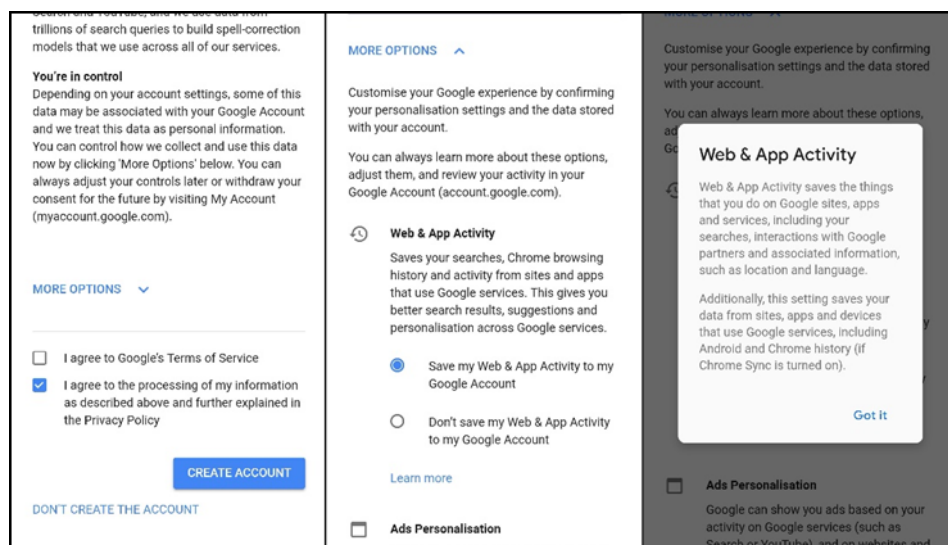 Search and YouTube, and we use data from
trillions of search queries to build spell-correction
models that we use across all of our services.
You're in control
Depending on your account settings, some of this
data may be associated with your Google Account
and we treat this data as personal information.
You can control how we collect and use this data
now by clicking 'More Options' below. You can
always adjust your controls later or withdraw your
consent for the future by visiting My Account
(myaccount.google.com).
MORE OPTIONS
I agree to Google's Terms of Service
I agree to the processing of my information
as described above and further explained in
the Privacy Policy
CREATE ACCOUNT
DON'T CREATE THE ACCOUNT
MORE OPTIONS
Customise your Google experience by confirming
your personalisation settings and the data stored
with your account.
You can always learn more about these options,
adjust them, and review your activity in your
Google Account (account.google.com).
Web & App Activity
Saves your searches, Chrome browsing
history and activity from sites and apps
that use Google services. This gives you
better search results, suggestions and
personalisation across Google services.
Save my Web & App Activity to my
Google Account
Don't save my Web & App Activity
to my Google Account
Learn more
Ads Personalisation
MORE OPTIONS
Customise your Google experience by confirming
your personalisation settings and the data stored
with your account.
You can always learn more about these options,
Web & App Activity
Web & App Activity saves the things
that you do on Google sites, apps
and services, including your
searches, interactions with Google
partners and associated information,
such as location and language.
Additionally, this setting saves your
data from sites, apps and devices
that use Google services, including
Android and Chrome history (if
Chrome Sync is turned on).
Got it
Ads Personalisation
Google can show you ads based on your
activity on Google services (such as
Search or YouTube), and on websites and